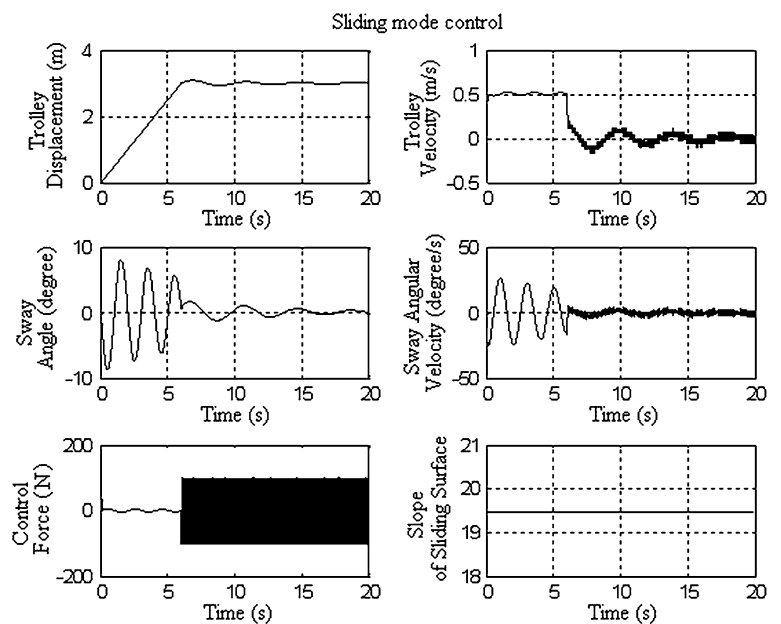 Sliding mode control
Trolley
Displacement (m)
4
2
0
0
5
10
15
20
Time (s)
Trolley
Velocity (m/s)
1
0.5
0
-0.5
0
5
10
15
20
Time (s)
Sway
Angle (degree)
10
0
-10
0
5
10
15
20
Time (s)
Sway Angular
Velocity (degree/s)
50
0
-50
0
5
10
15
20
Time (s)
Control
Force (N)
200
0
-200
0
5
10
15
20
Time (s)
Slope
of Sliding Surface
21
20
19
18
0
5
10
15
20
Time (s)